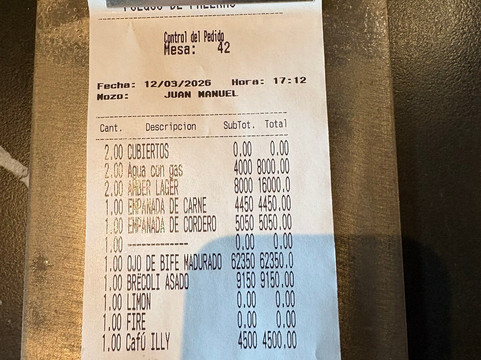 FUEGOS DE PALERMO
Control del Pedido
Mesa: 42
Fecha: 12/03/2026 Hora: 17:12
Mozo: JUAN MANUEL
Cant. Descripcion SubTot. Total
2.00 CUBIERTOS 0.00 0.00
2.00 Agua con gas 4000 8000.00
2.00 AMBER LAGER 8000 16000.0
1.00 EMPANADA DE CARNE 4450 4450.00
1.00 EMPANADA DE CORDERO 5050 5050.00
1.00 ------------- 0.00 0.00
1.00 OJO DE BIFE MADURADO 62350 62350.0
1.00 BRECOLI ASADO 9150 9150.00
1.00 LIMON 0.00 0.00
1.00 FIRE 0.00 0.00
1.00 CafÚ ILLY 4500 4500.00